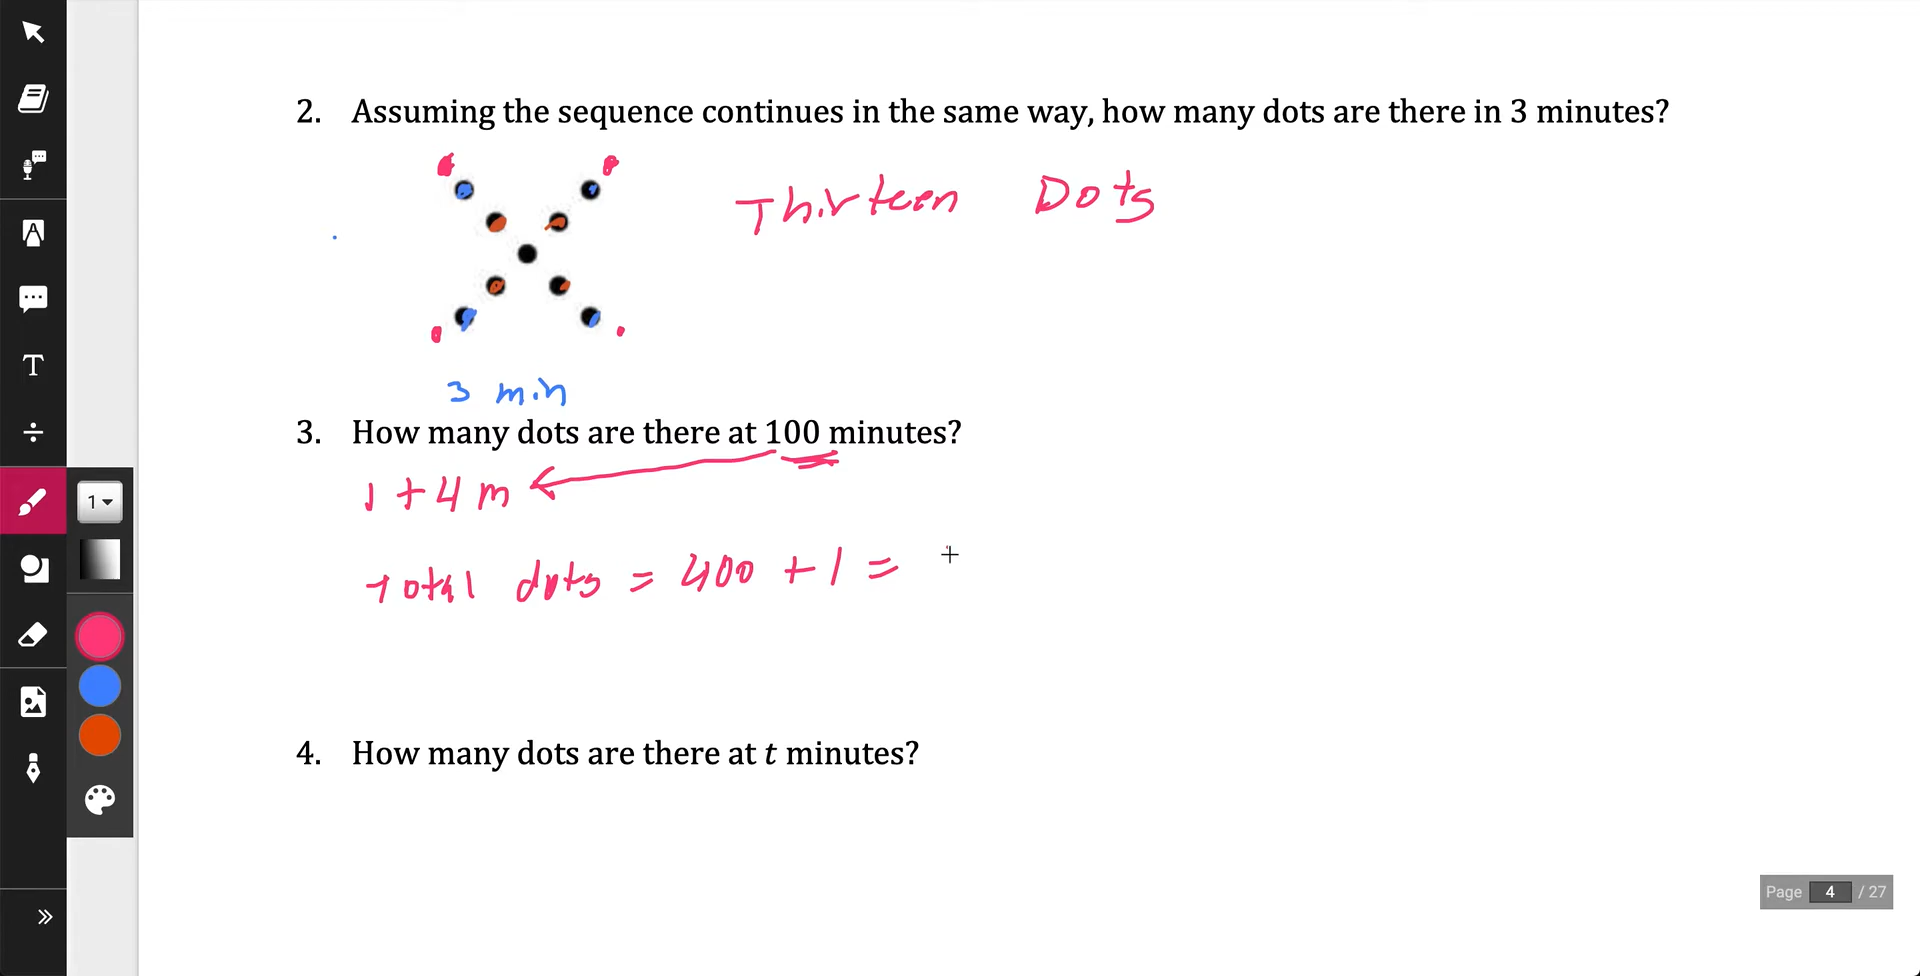 2. Assuming the sequence continues in the same way, how many dots are there in 3 minutes?
Thirteen Dots
3 min
3. How many dots are there at 100 minutes?
1 + 4 m
total dots = 400 + 1 =
4. How many dots are there at t minutes?
T
÷
1
Page 4 / 27